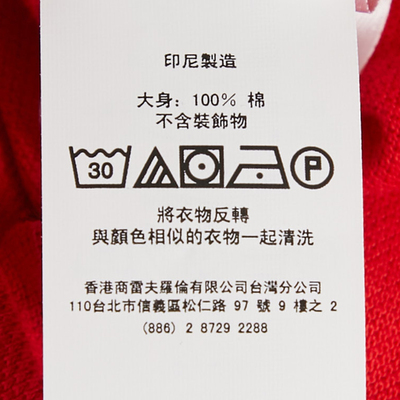 印尼製造
大身: 100% 棉
不含裝飾物
30 P
將衣物反轉
與顏色相似的衣物一起清洗
香港商雷夫羅倫有限公司台灣分公司
110台北市信義區松仁路 97 號 9 樓之 2
(886) 2 8729 2288